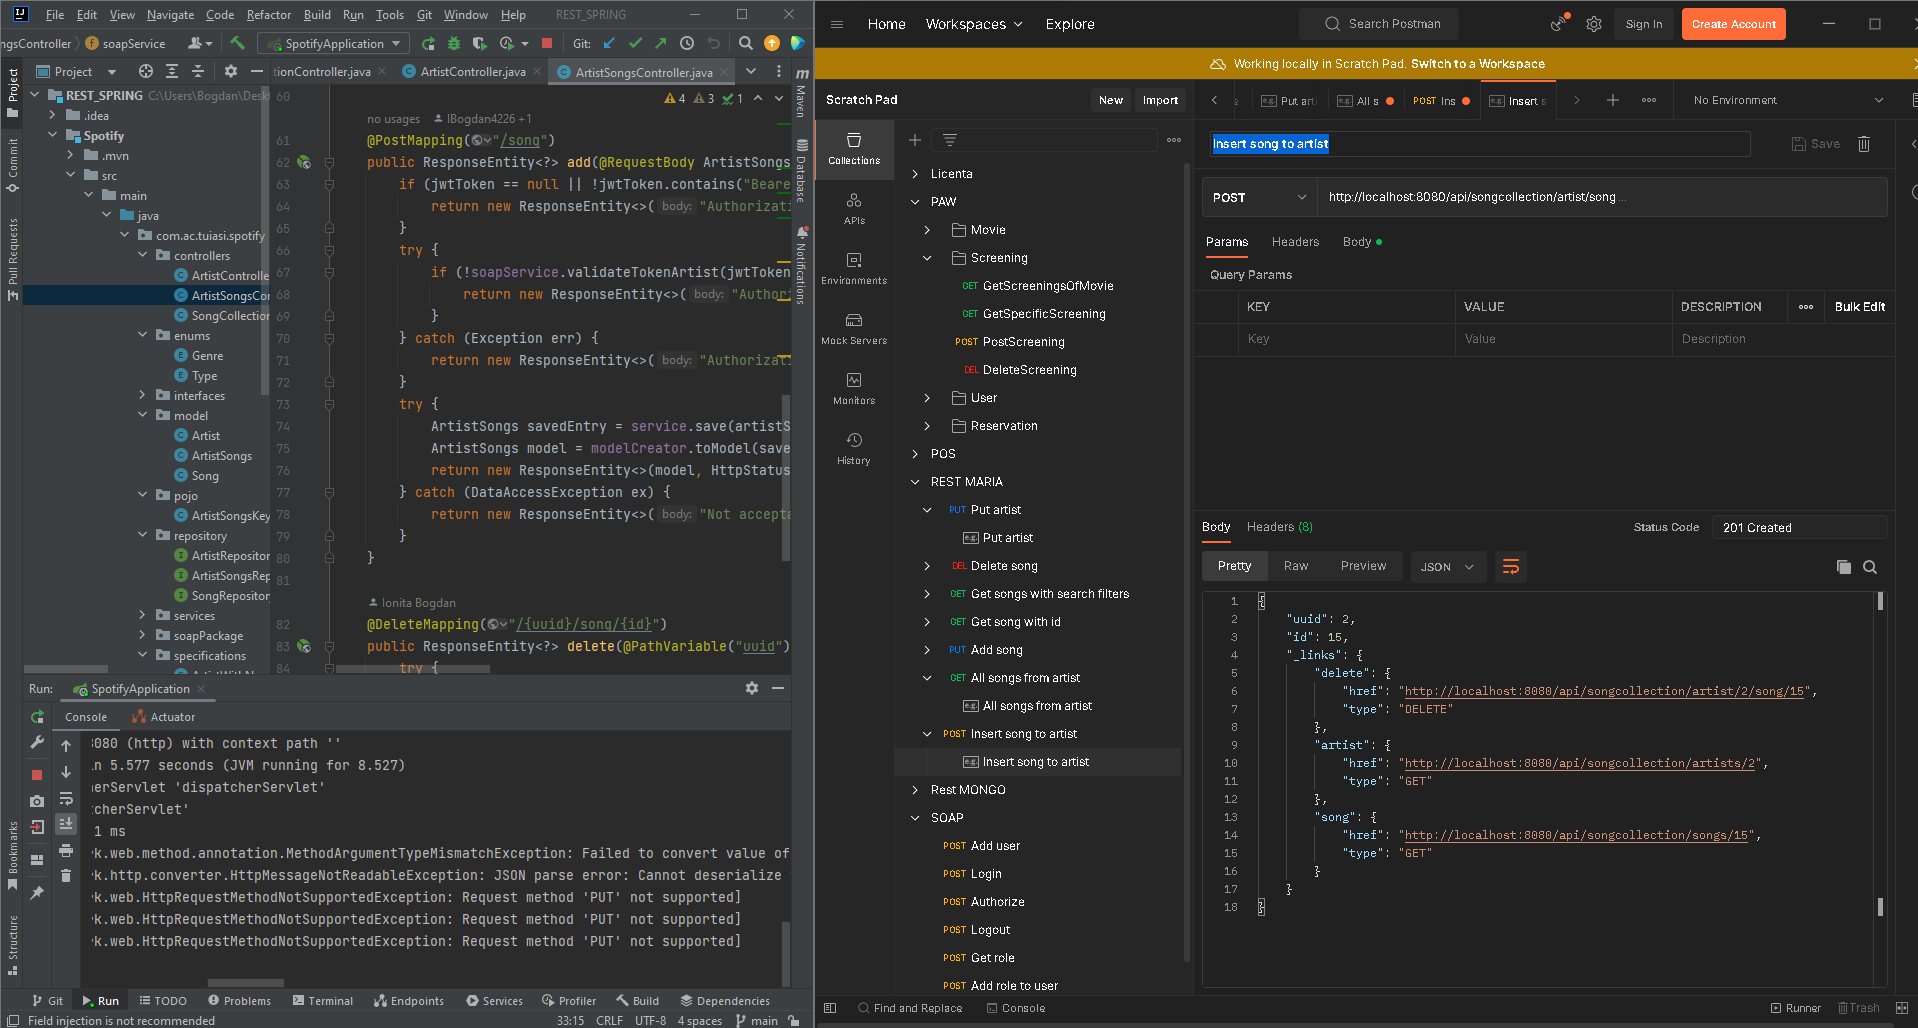 File Edit View Navigate Code Refactor Build Run Tools Git Window Help REST_SPRING
ngsController soapService SpotifyApplication Git:
Project
tionController.java ArtistController.java ArtistSongsController.java
Project
Commit
Pull Requests
Bookmarks
Structure
REST_SPRING C:\Users\Bogdan\Desk
.idea
Spotify
.mvn
src
main
java
com.ac.tuiasi.spotify
controllers
ArtistControlle
ArtistSongsCon
SongCollection
enums
Genre
Type
interfaces
model
Artist
ArtistSongs
Song
pojo
ArtistSongsKey
repository
ArtistRepositor
ArtistSongsRep
SongRepository
services
soapPackage
specifications
60
4 3 1
no usages IBogdan4226 +1
61 @PostMapping("/song")
62 public ResponseEntity<?> add(@RequestBody ArtistSongs
63 if (jwtToken == null || !jwtToken.contains("Beare
64 return new ResponseEntity<>( body: "Authorizati
65 }
66 try {
67 if (!soapService.validateTokenArtist(jwtToken
68 return new ResponseEntity<>( body: "Authori
69 }
70 } catch (Exception err) {
71 return new ResponseEntity<>( body: "Authorizati
72 }
73 try {
74 ArtistSongs savedEntry = service.save(artistS
75 ArtistSongs model = modelCreator.toModel(save
76 return new ResponseEntity<>(model, HttpStatus
77 } catch (DataAccessException ex) {
78 return new ResponseEntity<>( body: "Not accepta
79 }
80 }
81
Ionita Bogdan
82 @DeleteMapping("/{uuid}/song/{id}")
83 public ResponseEntity<?> delete(@PathVariable("uuid")
84 try {
Maven
Database
Notifications
Run: SpotifyApplication
Console Actuator
8080 (http) with context path ''
in 5.577 seconds (JVM running for 8.527)
herServlet 'dispatcherServlet'
tcherServlet'
1 ms
k.web.method.annotation.MethodArgumentTypeMismatchException: Failed to convert value of
k.http.converter.HttpMessageNotReadableException: JSON parse error: Cannot deserialize
k.web.HttpRequestMethodNotSupportedException: Request method 'PUT' not supported]
k.web.HttpRequestMethodNotSupportedException: Request method 'PUT' not supported]
k.web.HttpRequestMethodNotSupportedException: Request method 'PUT' not supported]
Git Run TODO Problems Terminal Endpoints Services Profiler Build Dependencies
Field injection is not recommended 33:15 CRLF UTF-8 4 spaces main
Home Workspaces Explore Search Postman Sign In Create Account
Working locally in Scratch Pad. Switch to a Workspace
Scratch Pad New Import
Collections
APIs
Environments
Mock Servers
Monitors
History
Licenta
PAW
Movie
Screening
GET GetScreeningsOfMovie
GET GetSpecificScreening
POST PostScreening
DEL DeleteScreening
User
Reservation
POS
REST MARIA
PUT Put artist
e.g. Put artist
DEL Delete song
GET Get songs with search filters
GET Get song with id
PUT Add song
GET All songs from artist
e.g. All songs from artist
POST Insert song to artist
e.g. Insert song to artist
Rest MONGO
SOAP
POST Add user
POST Login
POST Authorize
POST Logout
POST Get role
POST Add role to user
e.g. Put art e.g. All s POST Ins e.g. Insert s No Environment
Insert song to artist Save
POST http://localhost:8080/api/songcollection/artist/song ...
Params Headers Body
Query Params
KEY VALUE DESCRIPTION Bulk Edit
Key Value Description
Body Headers (8) Status Code 201 Created
Pretty Raw Preview JSON
1 {
2 "uuid": 2,
3 "id": 15,
4 "_links": {
5 "delete": {
6 "href": "http://localhost:8080/api/songcollection/artist/2/song/15",
7 "type": "DELETE"
8 },
9 "artist": {
10 "href": "http://localhost:8080/api/songcollection/artists/2",
11 "type": "GET"
12 },
13 "song": {
14 "href": "http://localhost:8080/api/songcollection/songs/15",
15 "type": "GET"
16 }
17 }
18 }
Find and Replace Console Runner Trash